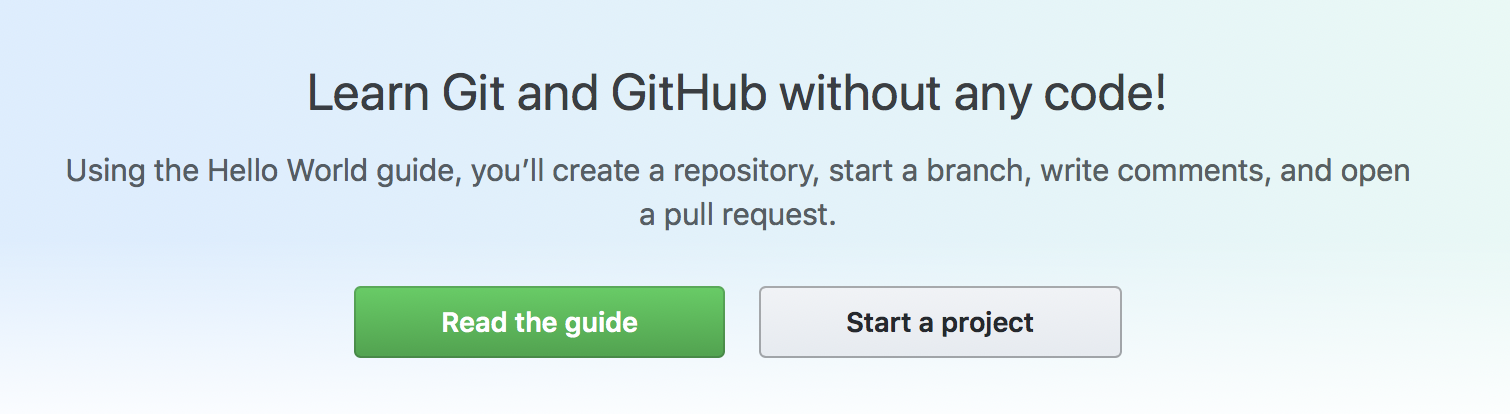 Learn Git and GitHub without any code!
Using the Hello World guide, you’ll create a repository, start a branch, write comments, and open
a pull request.
Read the guide
Start a project